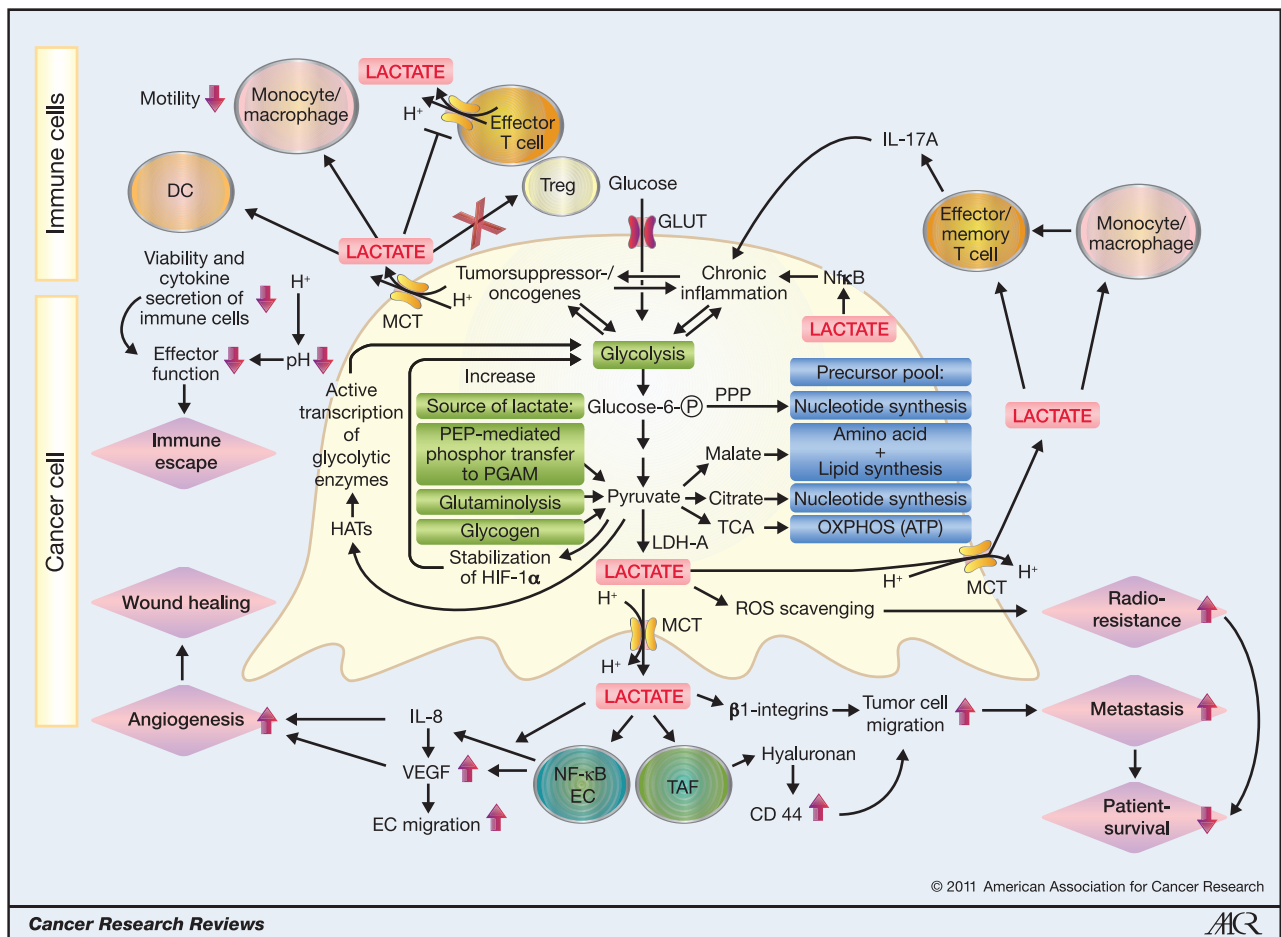 Immune cells
Cancer cell
Motility
Monocyte/
macrophage
LACTATE
H+
Effector
T cell
DC
Treg
Glucose
GLUT
LACTATE
IL-17A
Effector/
memory
T cell
Monocyte/
macrophage
Viability and
cytokine
secretion of
immune cells
H+
MCT
H+
Tumorsuppressor-/
oncogenes
Chronic
inflammation
NfκB
LACTATE
Effector
function
pH
Immune
escape
Active
transcription
of
glycolytic
enzymes
HATs
Increase
Glycolysis
Source of lactate:
PEP-mediated
phosphor transfer
to PGAM
Glutaminolysis
Glycogen
Stabilization
of HIF-1α
Glucose-6-P
PPP
Pyruvate
Malate
Citrate
TCA
LDH-A
LACTATE
Precursor pool:
Nucleotide synthesis
Amino acid
+
Lipid synthesis
Nucleotide synthesis
OXPHOS (ATP)
LACTATE
H+
MCT
H+
H+
MCT
H+
ROS scavenging
Radio-
resistance
Wound healing
Angiogenesis
LACTATE
IL-8
VEGF
EC migration
NF-κB
EC
TAF
β1-integrins
Tumor cell
migration
Hyaluronan
CD 44
Metastasis
Patient-
survival
© 2011 American Association for Cancer Research
Cancer Research Reviews
AACR